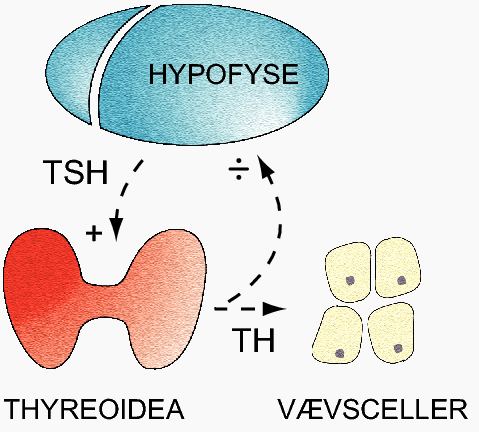 HYPOFYSE
TSH
÷
+
TH
THYREOIDEA
VÆVSCELLER